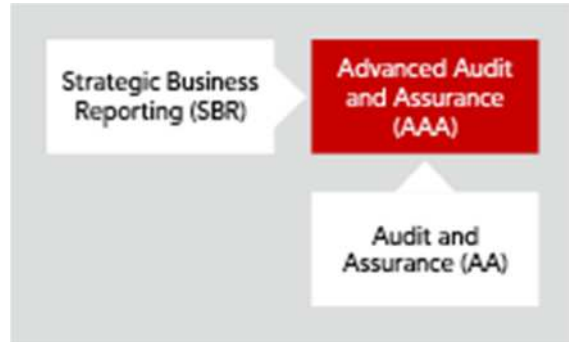 Strategic Business
Reporting (SBR)
Advanced Audit
and Assurance
(AAA)
Audit and
Assurance (AA)